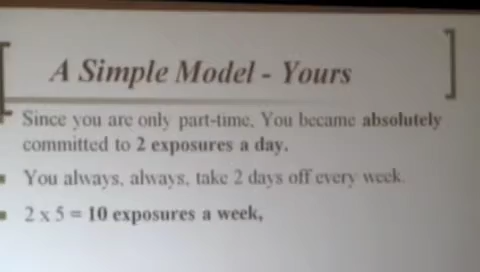 A Simple Model - Yours
Since you are only part-time, You became absolutely
committed to 2 exposures a day.
You always, always, take 2 days off every week.
2 x 5 = 10 exposures a week,